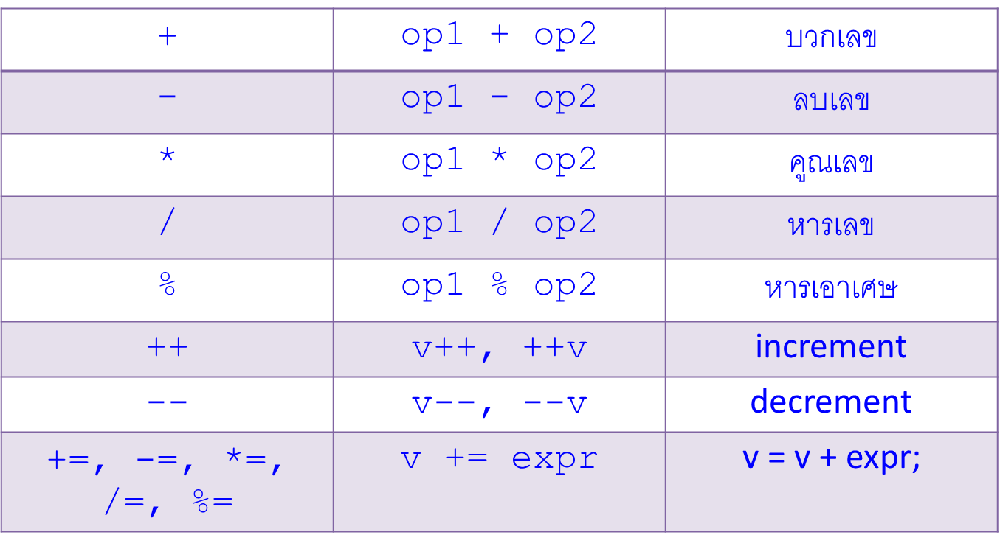 + op1 + op2 บวกเลข
- op1 - op2 ลบเลข
* op1 * op2 คูณเลข
/ op1 / op2 หารเลข
% op1 % op2 หารเอาเศษ
++ v++, ++v increment
-- v--, --v decrement
+=, -=, *=, v += expr v = v + expr;
/=, %=